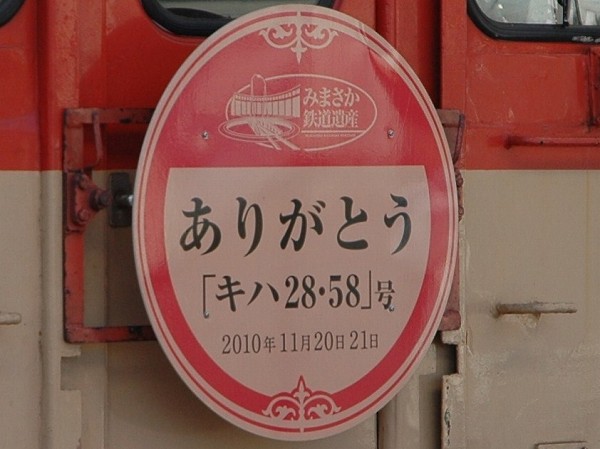 みまさか
鉄道遺産
ありがとう
「キハ28・58」号
2010年11月20日21日